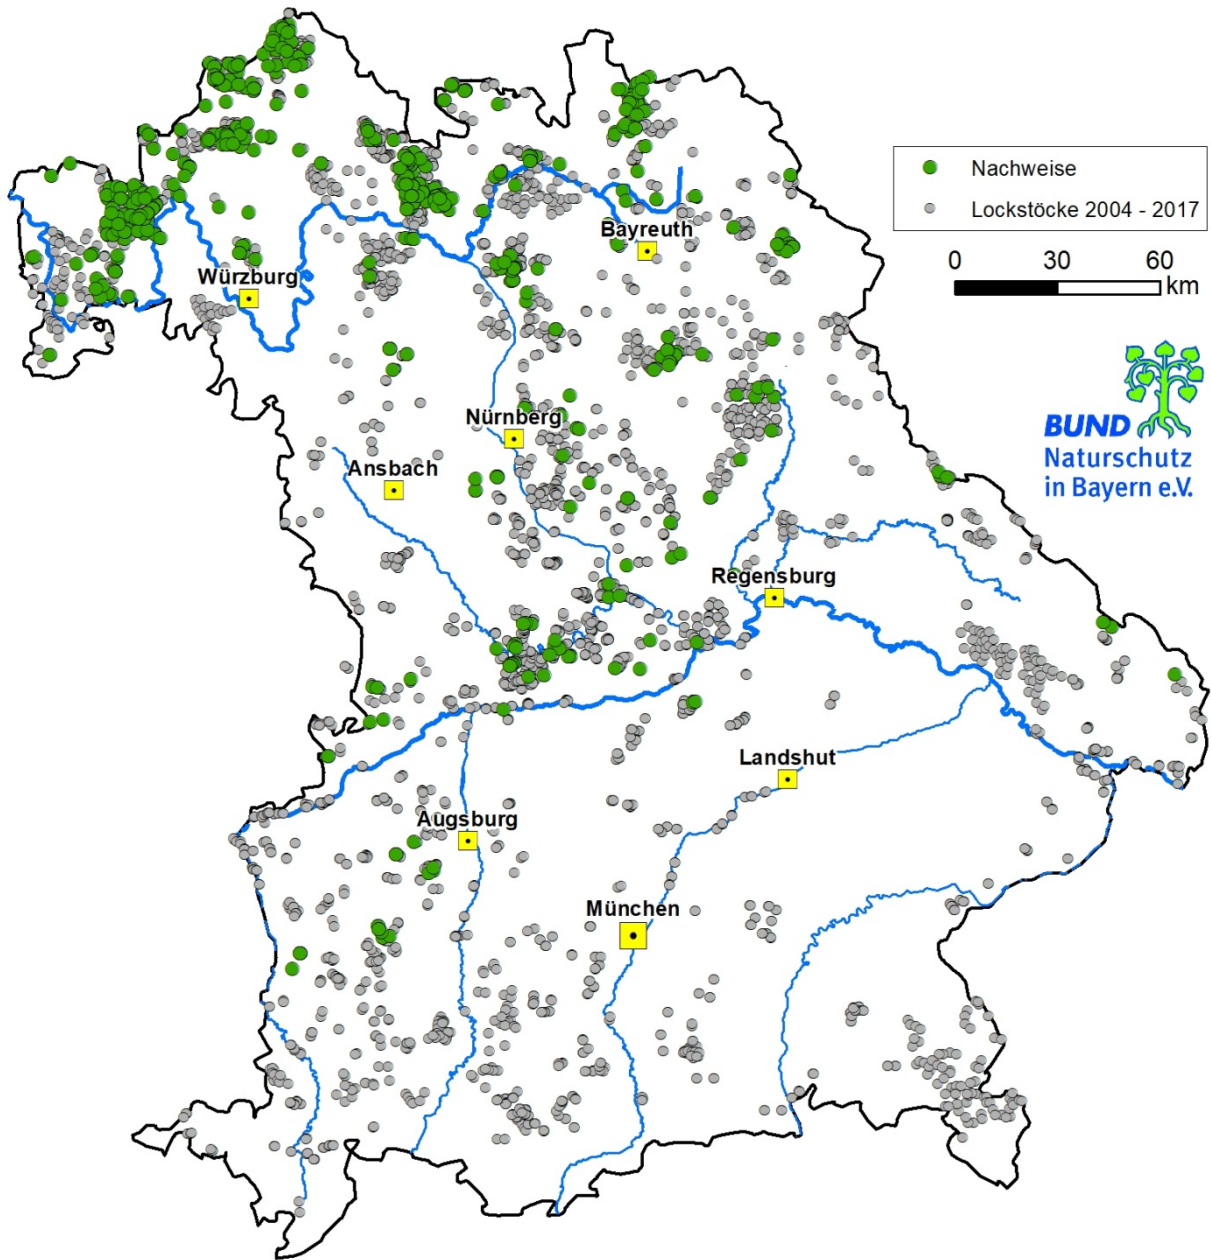 Nachweise
Lockstöcke 2004 - 2017
0 30 60
km
BUND
Naturschutz
in Bayern e.V.
Bayreuth
Würzburg
Nürnberg
Ansbach
Regensburg
Landshut
Augsburg
München